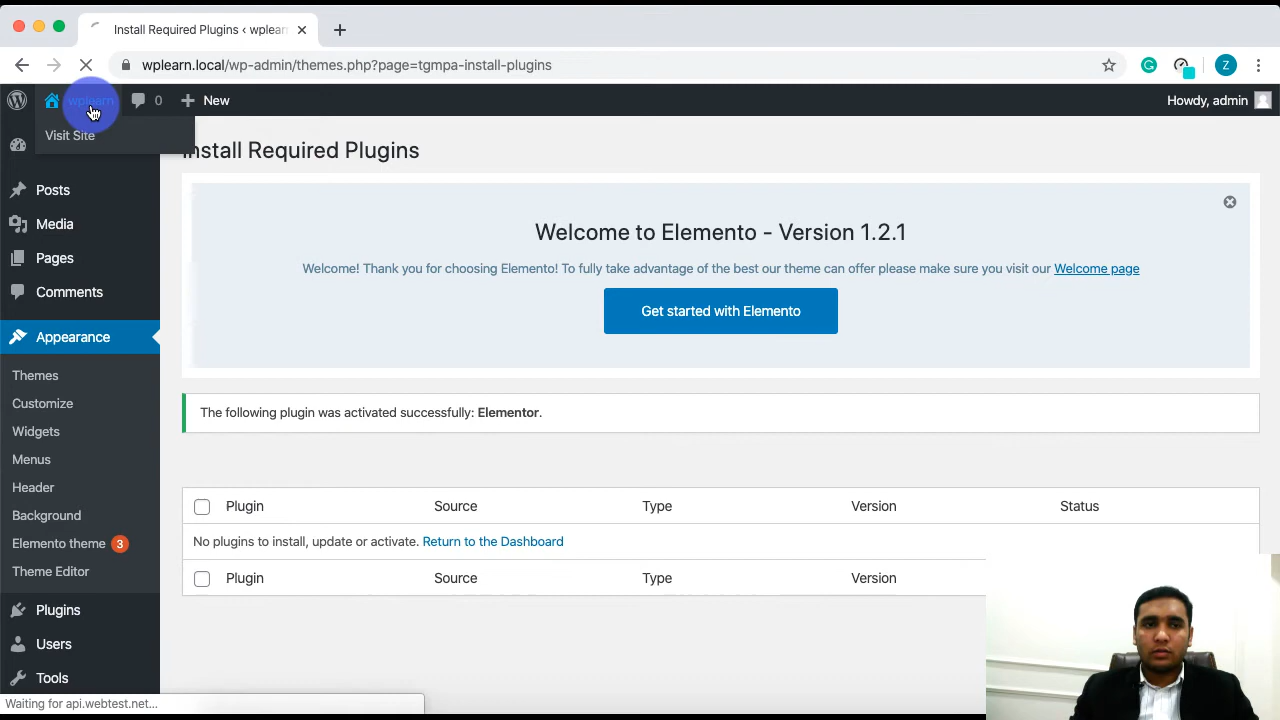 Install Required Plugins ‹ wplearn
wplearn.local/wp-admin/themes.php?page=tgmpa-install-plugins
Z
wplearn
0
New
Howdy, admin
Visit Site
Install Required Plugins
Posts
Media
Pages
Comments
Appearance
Themes
Customize
Widgets
Menus
Header
Background
Elemento theme 3
Theme Editor
Plugins
Users
Tools
Welcome to Elemento - Version 1.2.1
Welcome! Thank you for choosing Elemento! To fully take advantage of the best our theme can offer please make sure you visit our Welcome page
Get started with Elemento
The following plugin was activated successfully: Elementor.
Plugin Source Type Version Status
No plugins to install, update or activate. Return to the Dashboard
Plugin Source Type Version
Waiting for api.webtest.net...